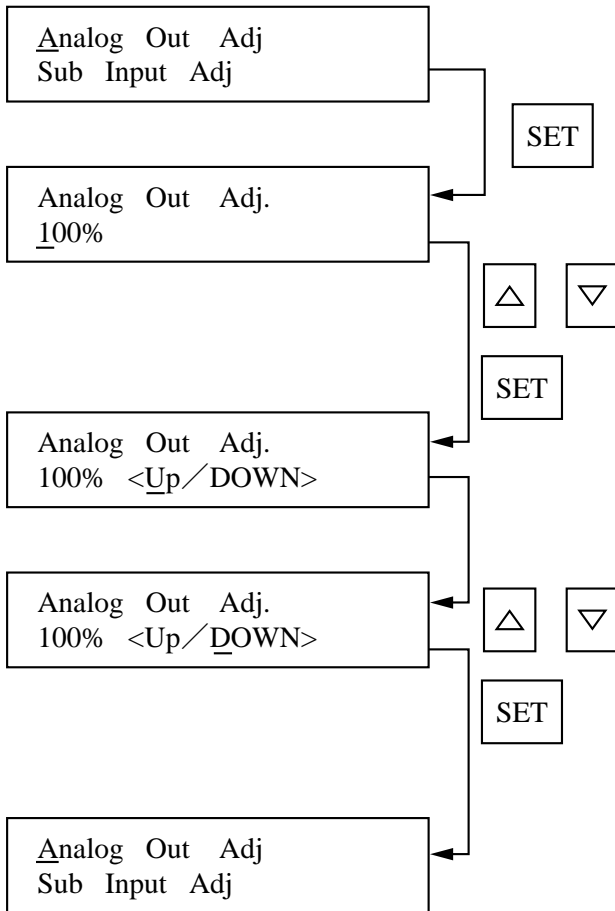 Analog Out Adj
Sub Input Adj
SET
Analog Out Adj.
100%
△ ▽
SET
Analog Out Adj.
100% <Up／DOWN>
Analog Out Adj.
100% <Up／DOWN>
△ ▽
SET
Analog Out Adj
Sub Input Adj